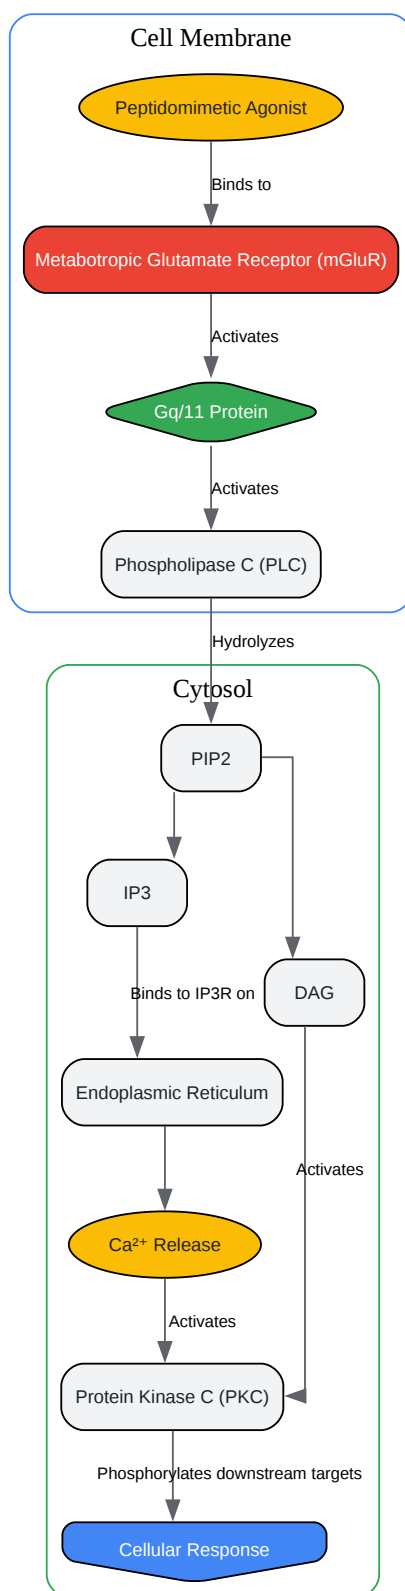 Cell Membrane
Peptidomimetic Agonist
Binds to
Metabotropic Glutamate Receptor (mGluR)
Activates
Gq/11 Protein
Activates
Phospholipase C (PLC)
Hydrolyzes
Cytosol
PIP2
IP3
Binds to IP3R on
DAG
Endoplasmic Reticulum
Activates
Ca²⁺ Release
Activates
Protein Kinase C (PKC)
Phosphorylates downstream targets
Cellular Response